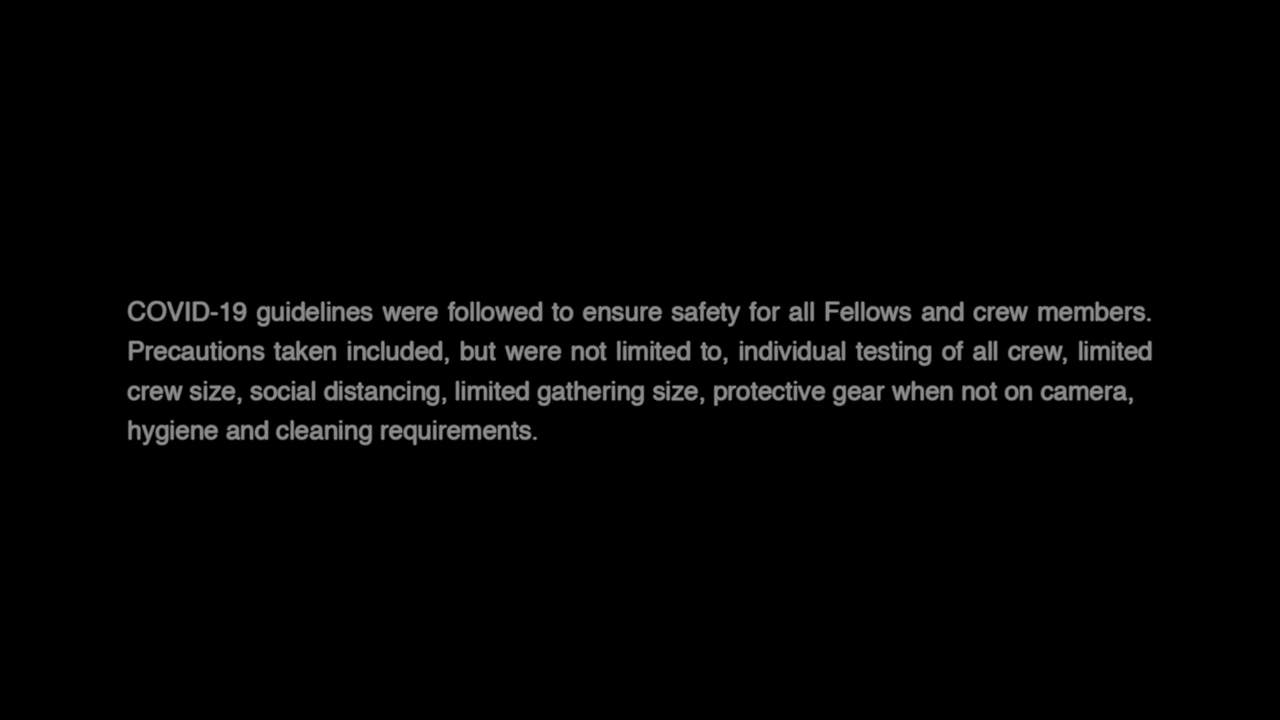 COVID-19 guidelines were followed to ensure safety for all Fellows and crew members.
Precautions taken included, but were not limited to, individual testing of all crew, limited
crew size, social distancing, limited gathering size, protective gear when not on camera,
hygiene and cleaning requirements.